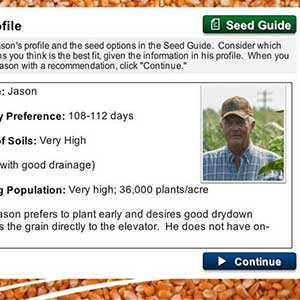 ofile
Seed Guide
son's profile and the seed options in the Seed Guide. Consider which
s you think is the best fit, given the information in his profile. When you
ason with a recommendation, click "Continue."
: Jason
y Preference: 108-112 days
of Soils: Very High
with good drainage)
g Population: Very high; 36,000 plants/acre
ason prefers to plant early and desires good drydown
s the grain directly to the elevator. He does not have on-
Continue